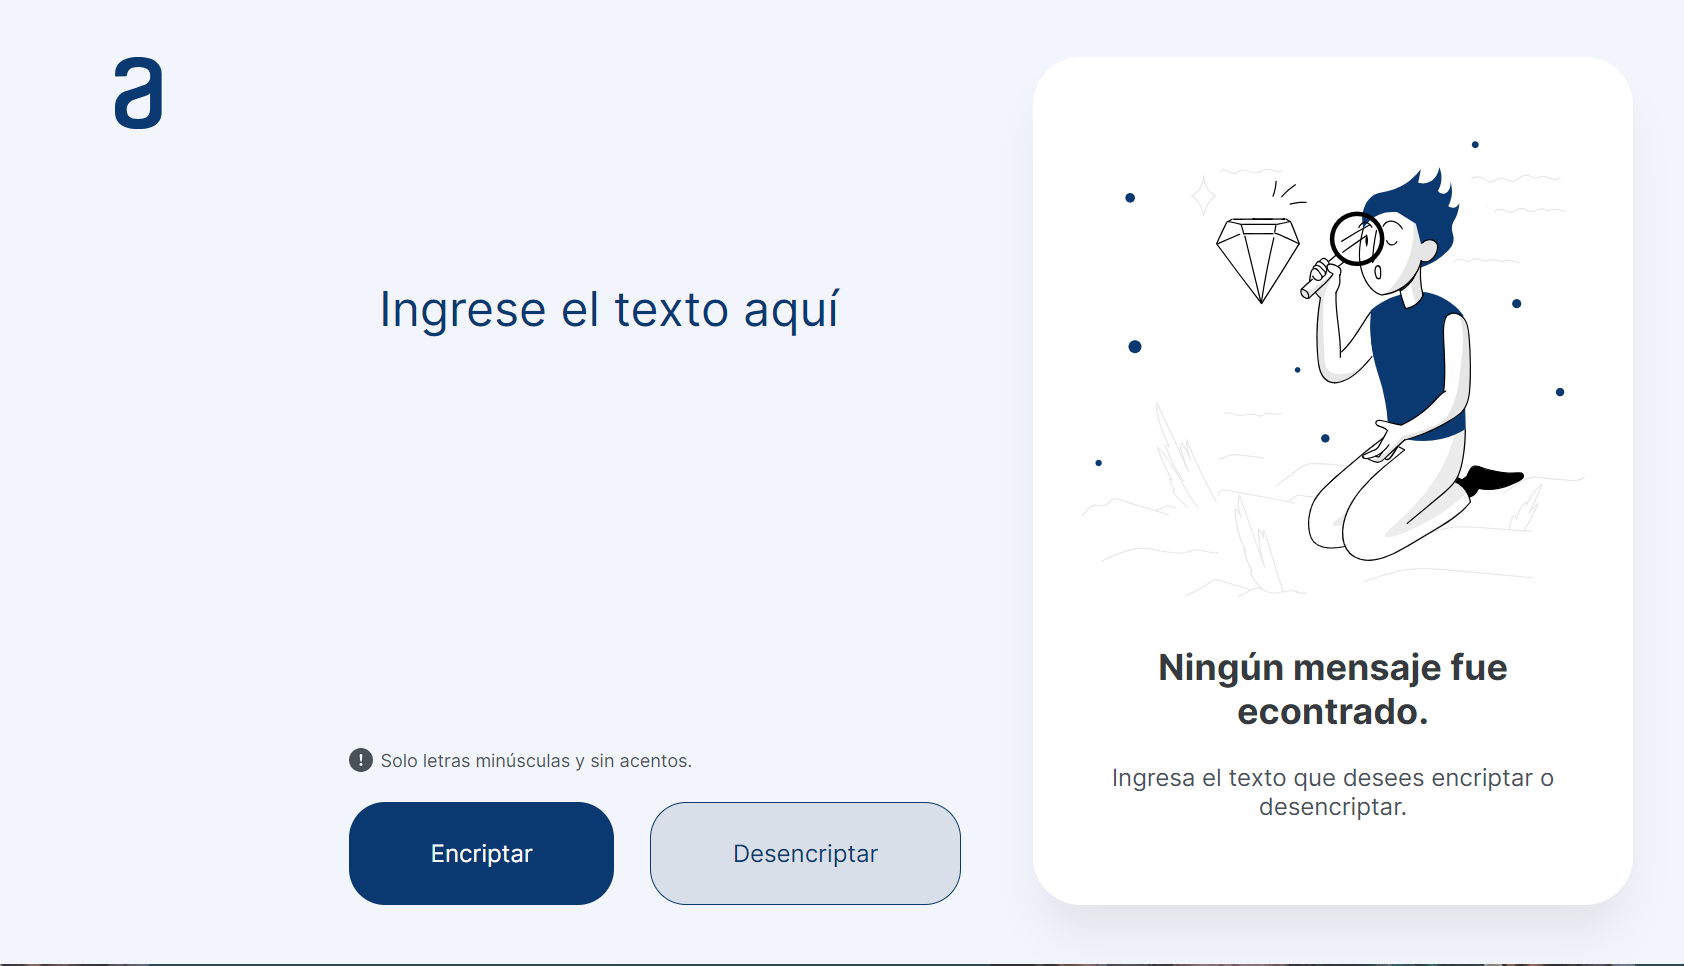 a
Ingrese el texto aquí
! Solo letras minúsculas y sin acentos.
Encriptar
Desencriptar
Ningún mensaje fue
econtrado.
Ingresa el texto que desees encriptar o
desencriptar.